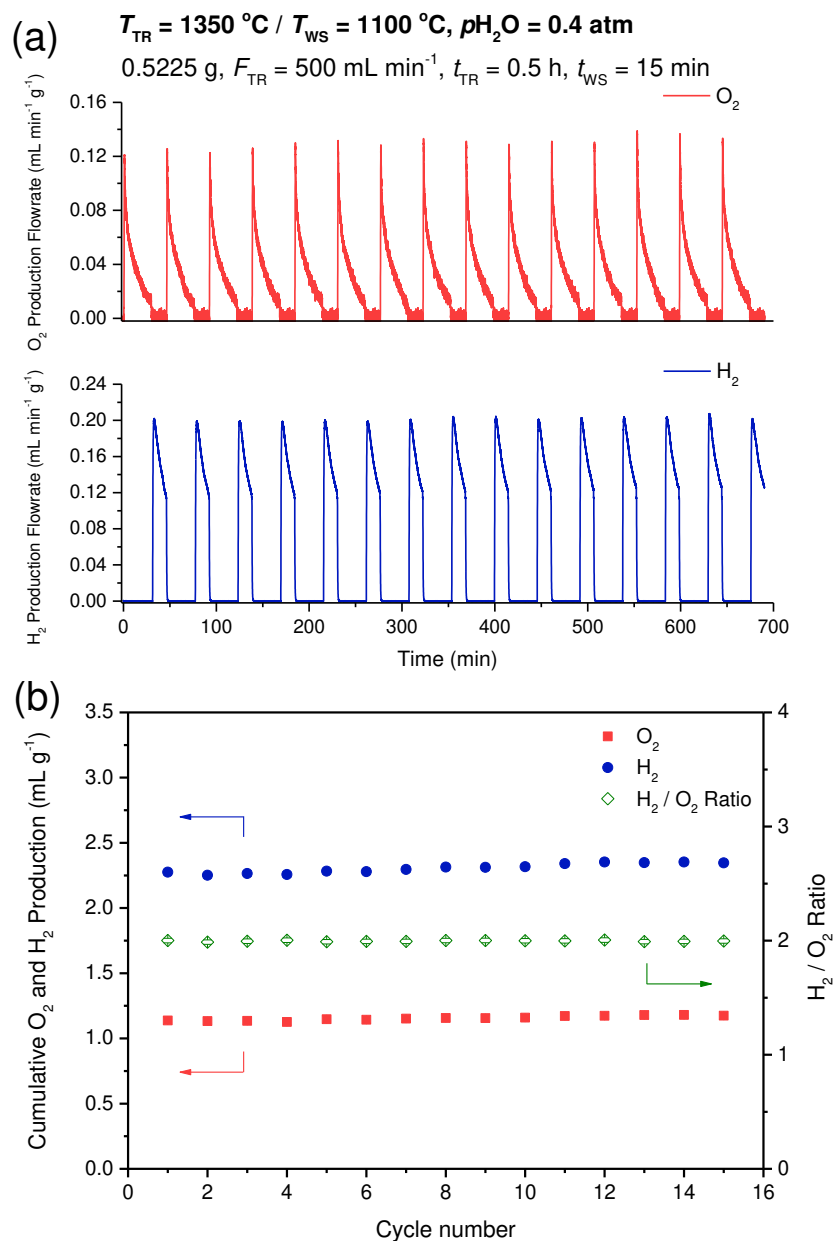 (a)
T_TR = 1350 °C / T_WS = 1100 °C, pH₂O = 0.4 atm
0.5225 g, F_TR = 500 mL min⁻¹, t_TR = 0.5 h, t_WS = 15 min
O₂ Production Flowrate (mL min⁻¹ g⁻¹)
0.16
0.12
0.08
0.04
0.00
O₂
H₂ Production Flowrate (mL min⁻¹ g⁻¹)
0.24
0.20
0.16
0.12
0.08
0.04
0.00
H₂
0 100 200 300 400 500 600 700
Time (min)
(b)
Cumulative O₂ and H₂ Production (mL g⁻¹)
3.5
3.0
2.5
2.0
1.5
1.0
0.5
0.0
O₂
H₂
H₂ / O₂ Ratio
4
3
2
1
0
H₂ / O₂ Ratio
0 2 4 6 8 10 12 14 16
Cycle number